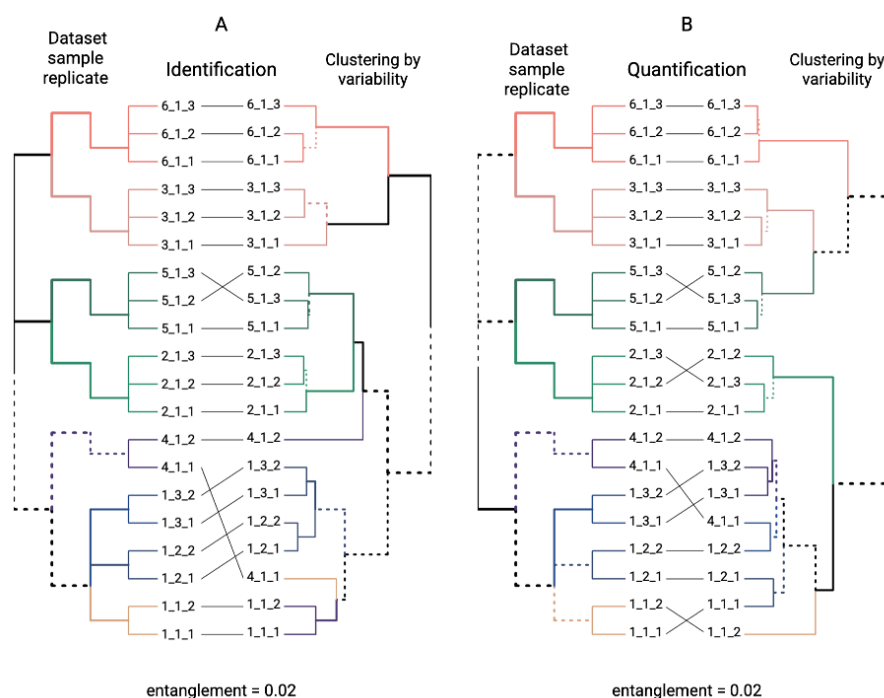 A
Dataset
sample
replicate
Identification
Clustering by
variability
6_1_3 6_1_3
6_1_2 6_1_2
6_1_1 6_1_1
3_1_3 3_1_3
3_1_2 3_1_2
3_1_1 3_1_1
5_1_3 5_1_2
5_1_2 5_1_3
5_1_1 5_1_1
2_1_3 2_1_3
2_1_2 2_1_2
2_1_1 2_1_1
4_1_2 4_1_2
4_1_1 1_3_2
1_3_2 1_3_1
1_3_1 1_2_2
1_2_2 1_2_1
1_2_1 4_1_1
1_1_2 1_1_2
1_1_1 1_1_1
entanglement = 0.02
B
Dataset
sample
replicate
Quantification
Clustering by
variability
6_1_3 6_1_3
6_1_2 6_1_2
6_1_1 6_1_1
3_1_3 3_1_3
3_1_2 3_1_2
3_1_1 3_1_1
5_1_3 5_1_2
5_1_2 5_1_3
5_1_1 5_1_1
2_1_3 2_1_2
2_1_2 2_1_3
2_1_1 2_1_1
4_1_2 4_1_2
4_1_1 1_3_2
1_3_2 1_3_1
1_3_1 4_1_1
1_2_2 1_2_2
1_2_1 1_2_1
1_1_2 1_1_1
1_1_1 1_1_2
entanglement = 0.02